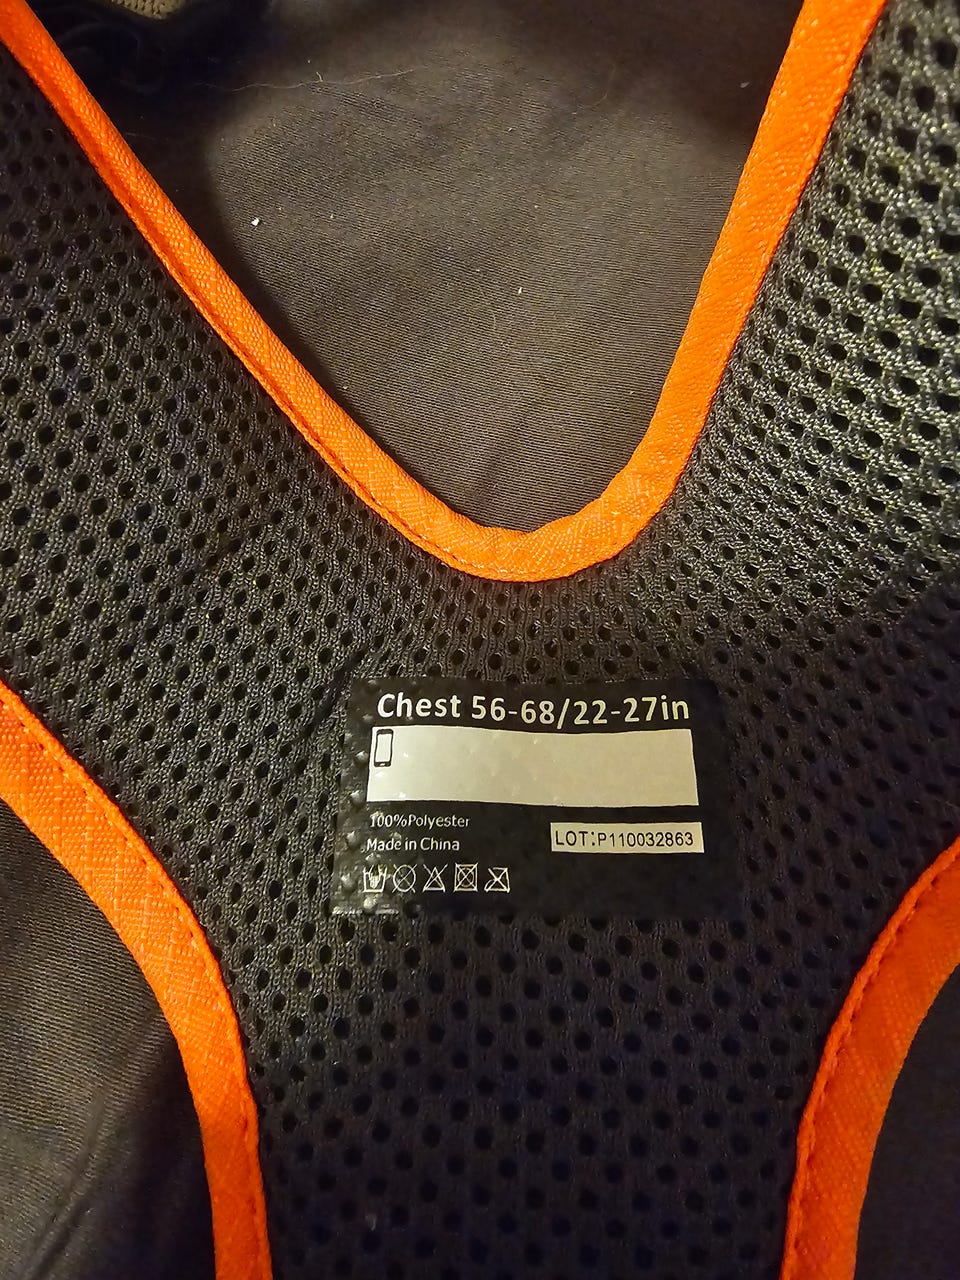 Chest 56-68/22-27in
100%Polyester
Made in China
LOT:P110032863